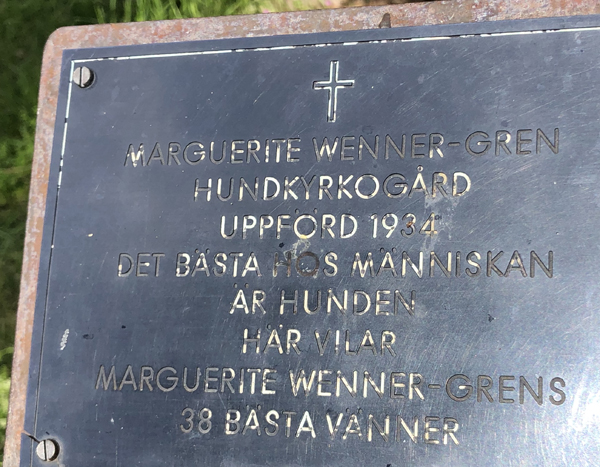 MARGUERITE WENNER-GREN
HUNDKYRKOGÅRD
UPPFÖRD 1934
DET BÄSTA HOS MÄNNISKAN
ÄR HUNDEN
HÄR VILAR
MARGUERITE WENNER-GRENS
38 BÄSTA VÄNNER